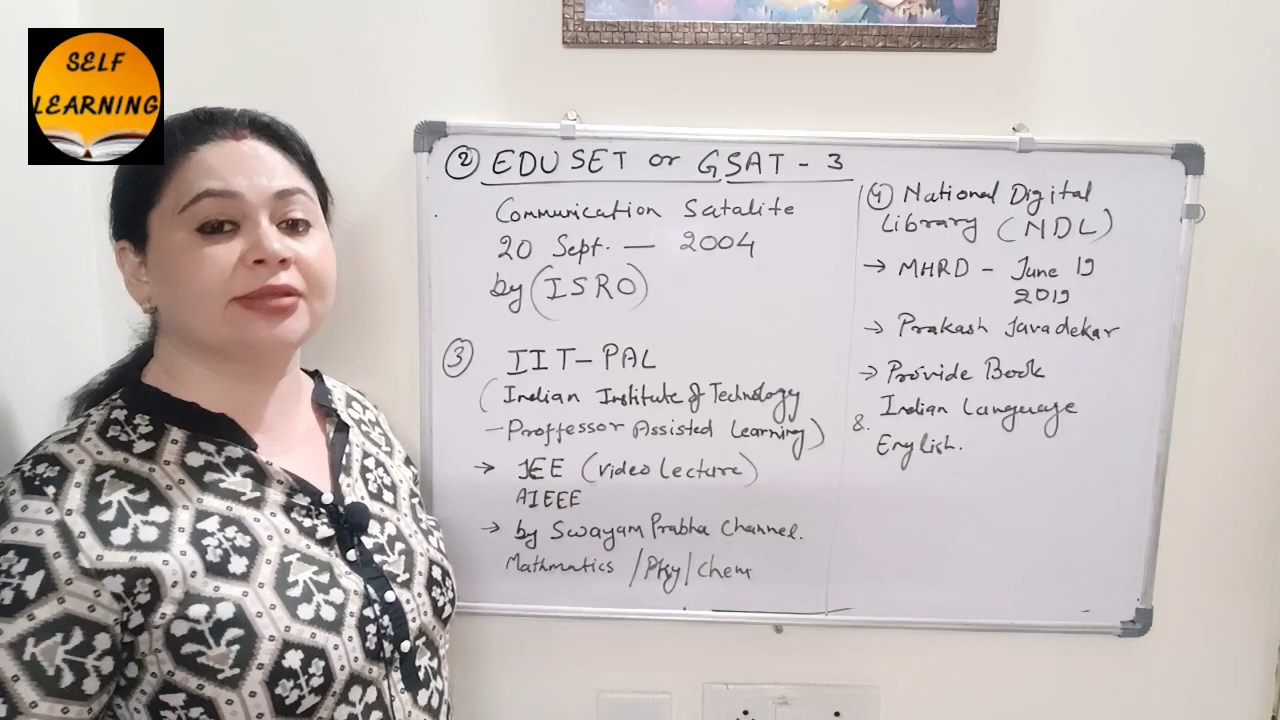 SELF
LEARNING
② EDUSET or GSAT - 3
Communication Satalite
20 Sept. — 2004
by (ISRO)
③ IIT-PAL
(Indian Institute of Technology
-Proffessor Assisted Learning)
→ JEE (Video Lecture)
AIEEE
→ by Swayam Prabha Channel.
Mathmatics / Phy / Chem
④ National Digital
Library (NDL)
→ MHRD - June 19
2019
→ Prakash Javadekar
→ Provide Book
Indian Language
&.
English.